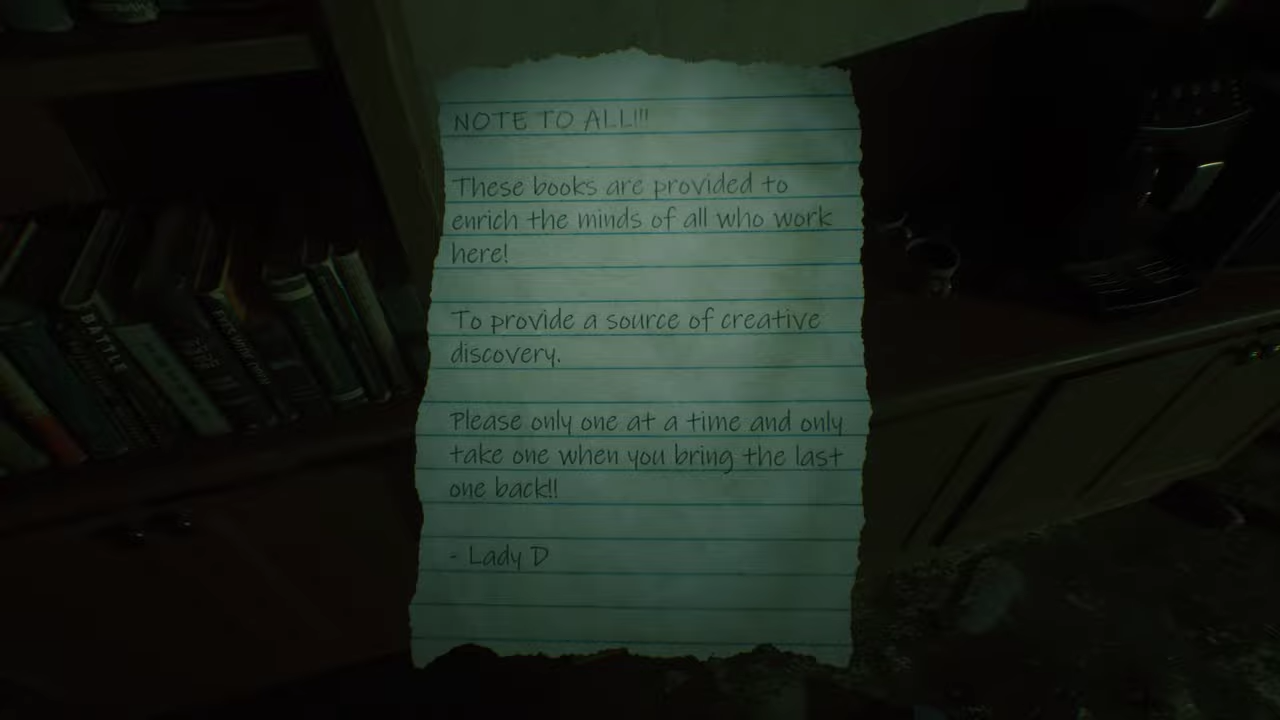 NOTE TO ALL!!!
These books are provided to
enrich the minds of all who work
here!
To provide a source of creative
discovery.
Please only one at a time and only
take one when you bring the last
one back!!
- Lady D
BATTLE